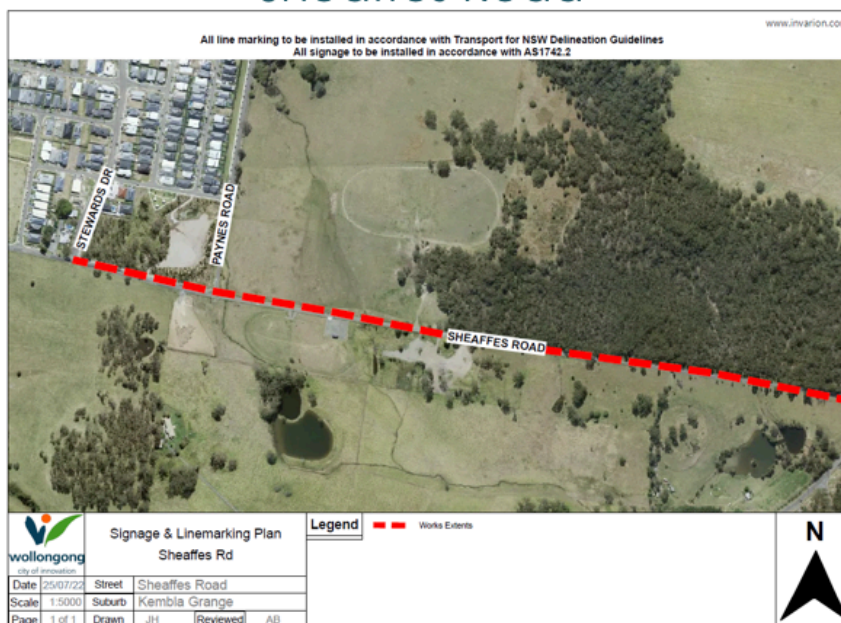 www.invarion.com
All line marking to be installed in accordance with Transport for NSW Delineation Guidelines
All signage to be installed in accordance with AS1742.2
STEWARDS DR
PAYNES ROAD
SHEAFFES ROAD
wollongong
city of innovation
Signage & Linemarking Plan
Sheaffes Rd
Legend
Works Extents
N
Date 25/07/22 Street Sheaffes Road
Scale 1:5000 Suburb Kembla Grange
Page 1 of 1 Drawn JH Reviewed AB